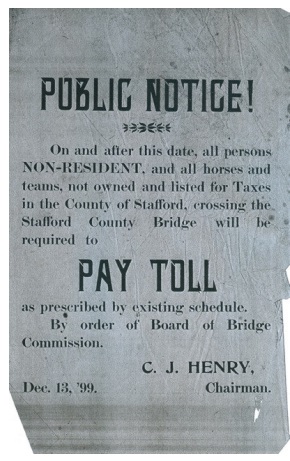 PUBLIC NOTICE!
On and after this date, all persons
NON-RESIDENT, and all horses and
teams, not owned and listed for Taxes
in the County of Stafford, crossing the
Stafford County Bridge will be
required to
PAY TOLL
as prescribed by existing schedule.
By order of Board of Bridge
Commission.
C. J. HENRY,
Dec. 13, '99. Chairman.